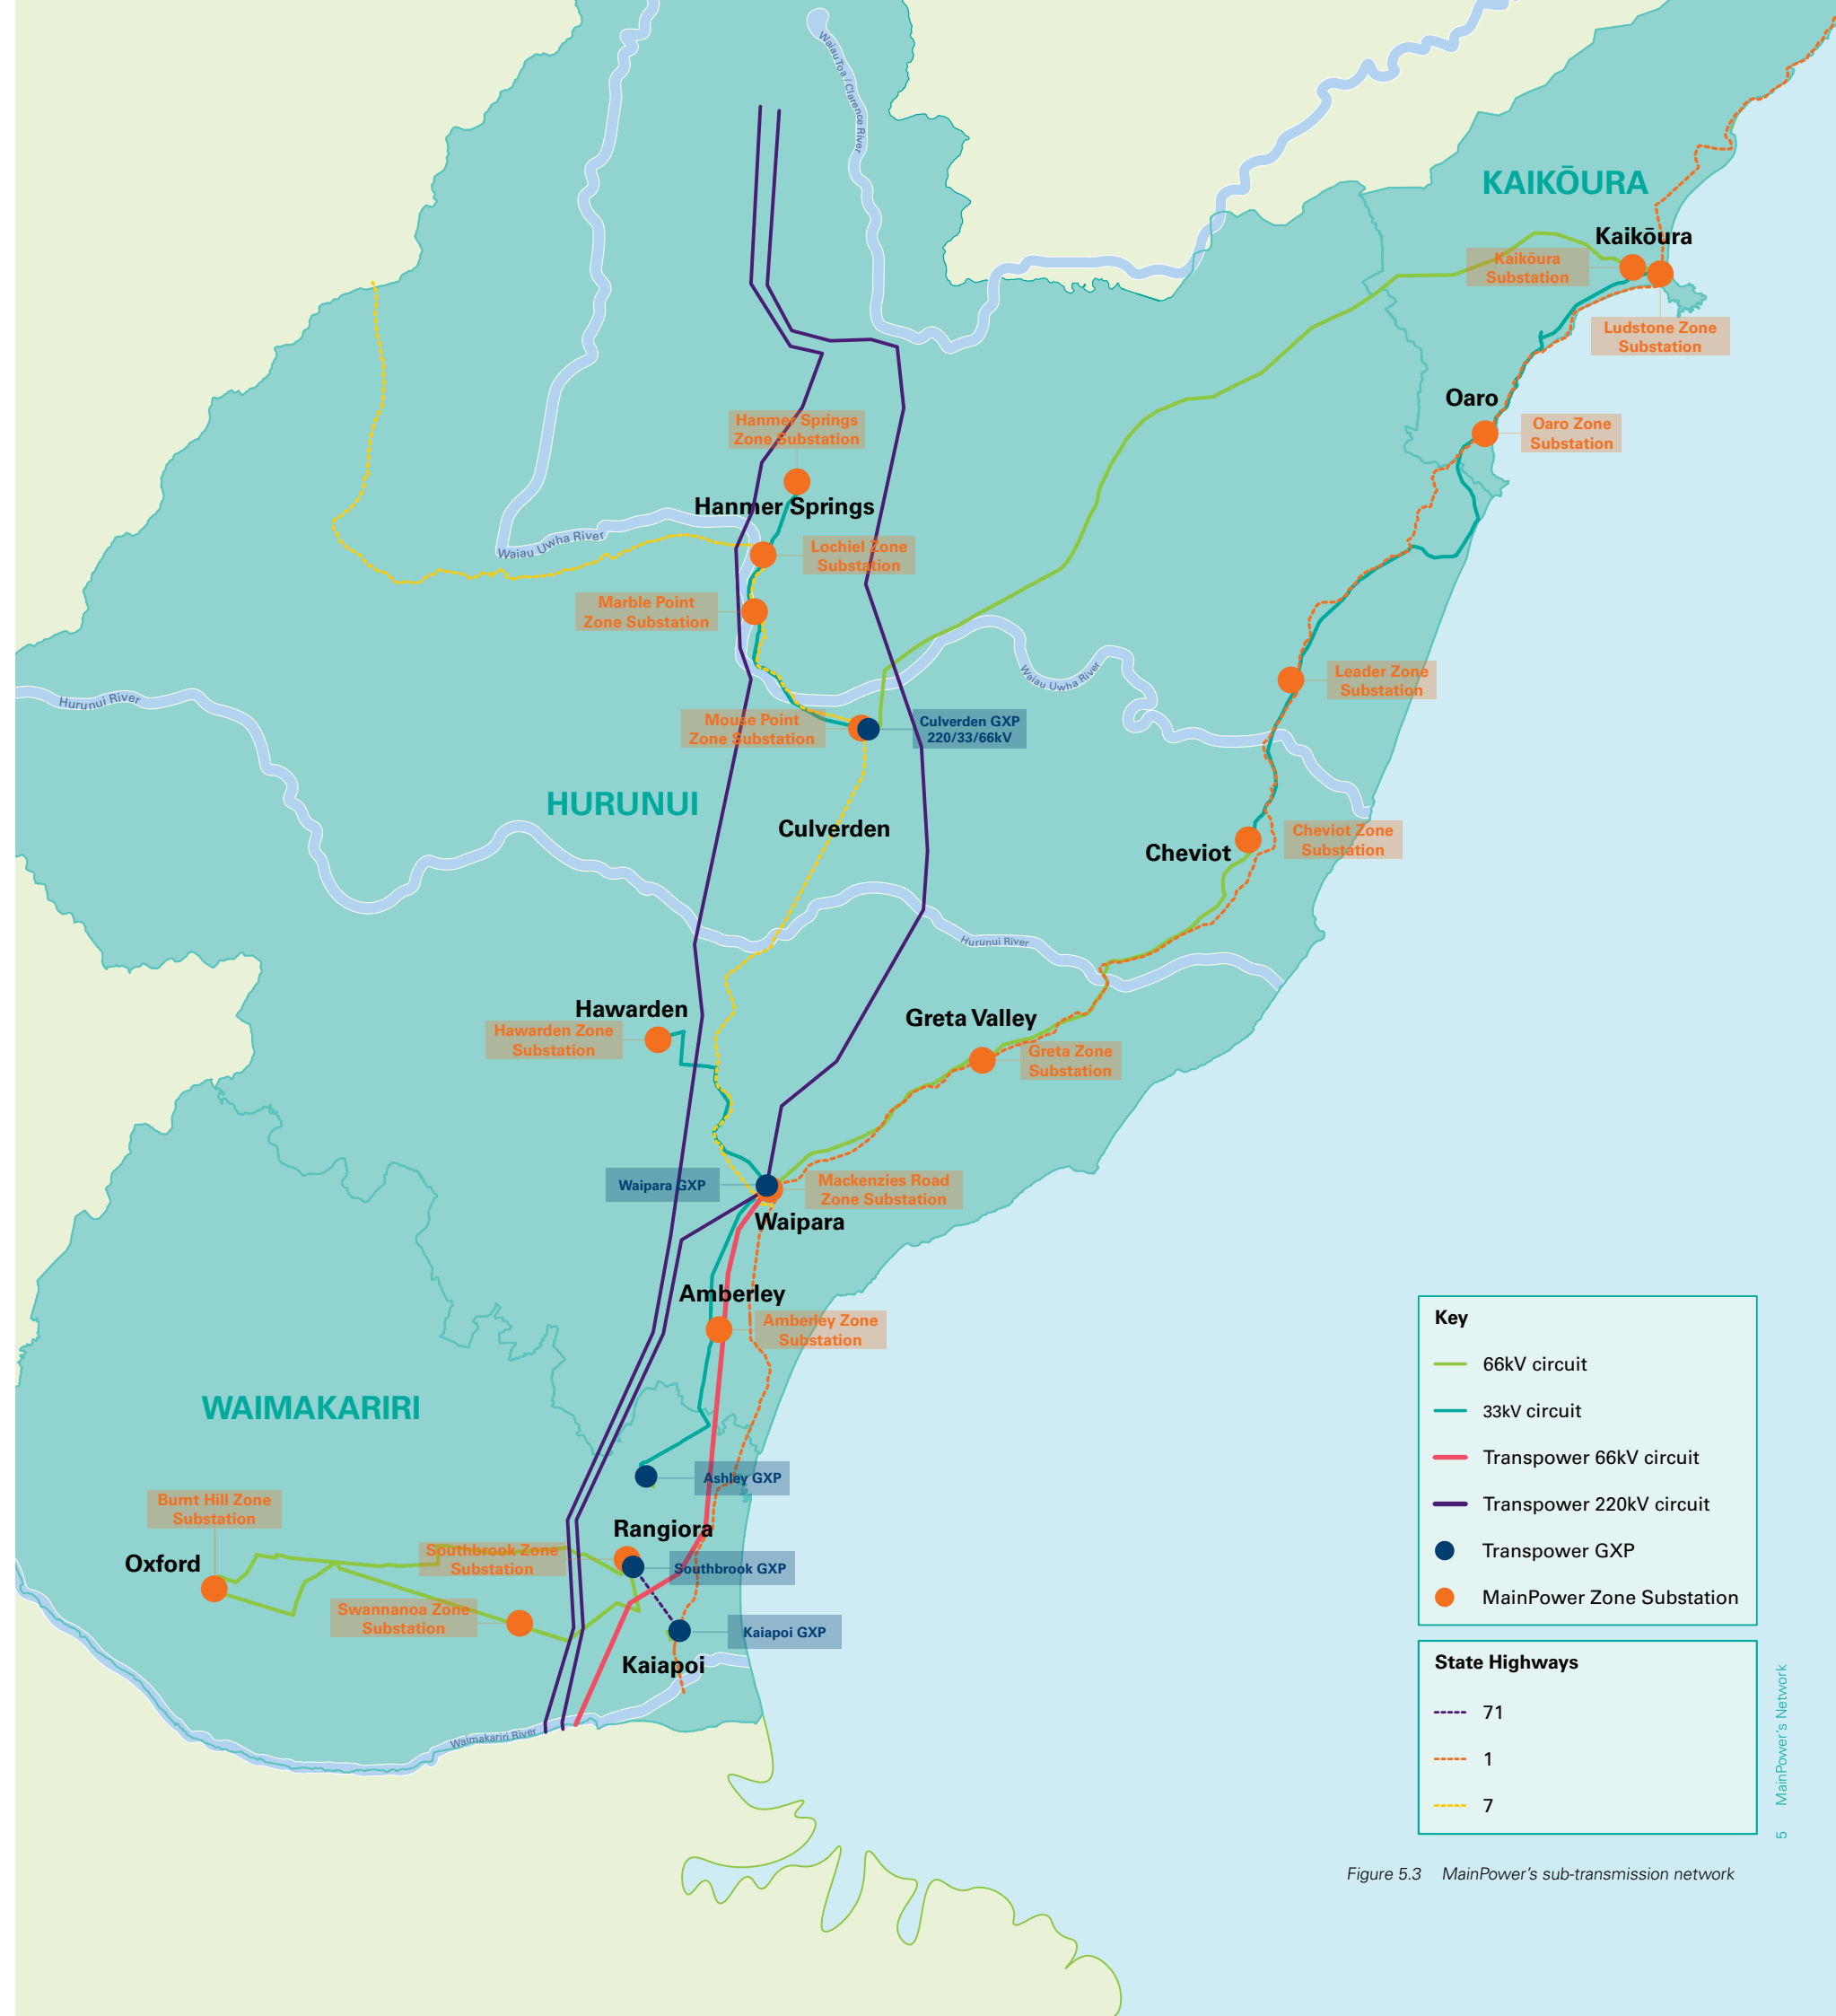 Waiau Toa / Clarence River
KAIKŌURA
Kaikōura
Kaikōura
Substation
Ludstone Zone
Substation
Oaro
Oaro Zone
Substation
Hanmer Springs
Zone Substation
Hanmer Springs
Waiau Uwha River
Lochiel Zone
Substation
Marble Point
Zone Substation
Waiau Uwha River
Leader Zone
Substation
Hurunui River
Mouse Point
Zone Substation
Culverden GXP
220/33/66kV
HURUNUI
Culverden
Cheviot Zone
Substation
Cheviot
Hurunui River
Hawarden
Hawarden Zone
Substation
Greta Valley
Greta Zone
Substation
Waipara GXP
Mackenzies Road
Zone Substation
Waipara
Amberley
Amberley Zone
Substation
WAIMAKARIRI
Ashley GXP
Burnt Hill Zone
Substation
Rangiora
Oxford
Southbrook Zone
Substation
Southbrook GXP
Swannanoa Zone
Substation
Kaiapoi GXP
Kaiapoi
Waimakariri River
Key
66kV circuit
33kV circuit
Transpower 66kV circuit
Transpower 220kV circuit
Transpower GXP
MainPower Zone Substation
State Highways
71
1
7
5 MainPower's Network
Figure 5.3 MainPower's sub-transmission network